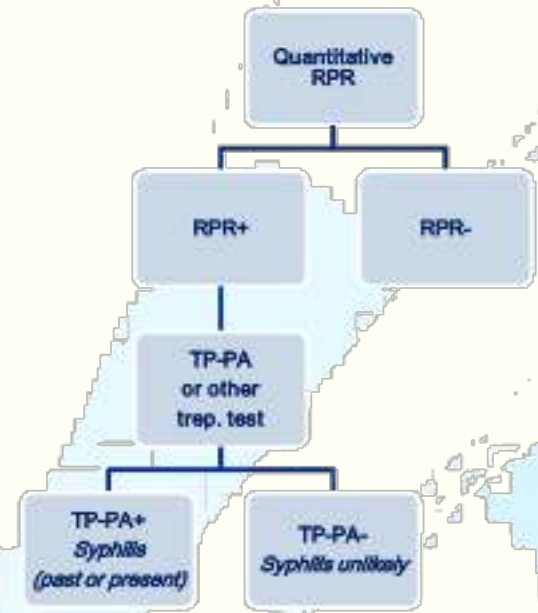 Quantitative
RPR
RPR+
RPR-
TP-PA
or other
trep. test
TP-PA+
Syphilis
(past or present)
TP-PA-
Syphilis unlikely